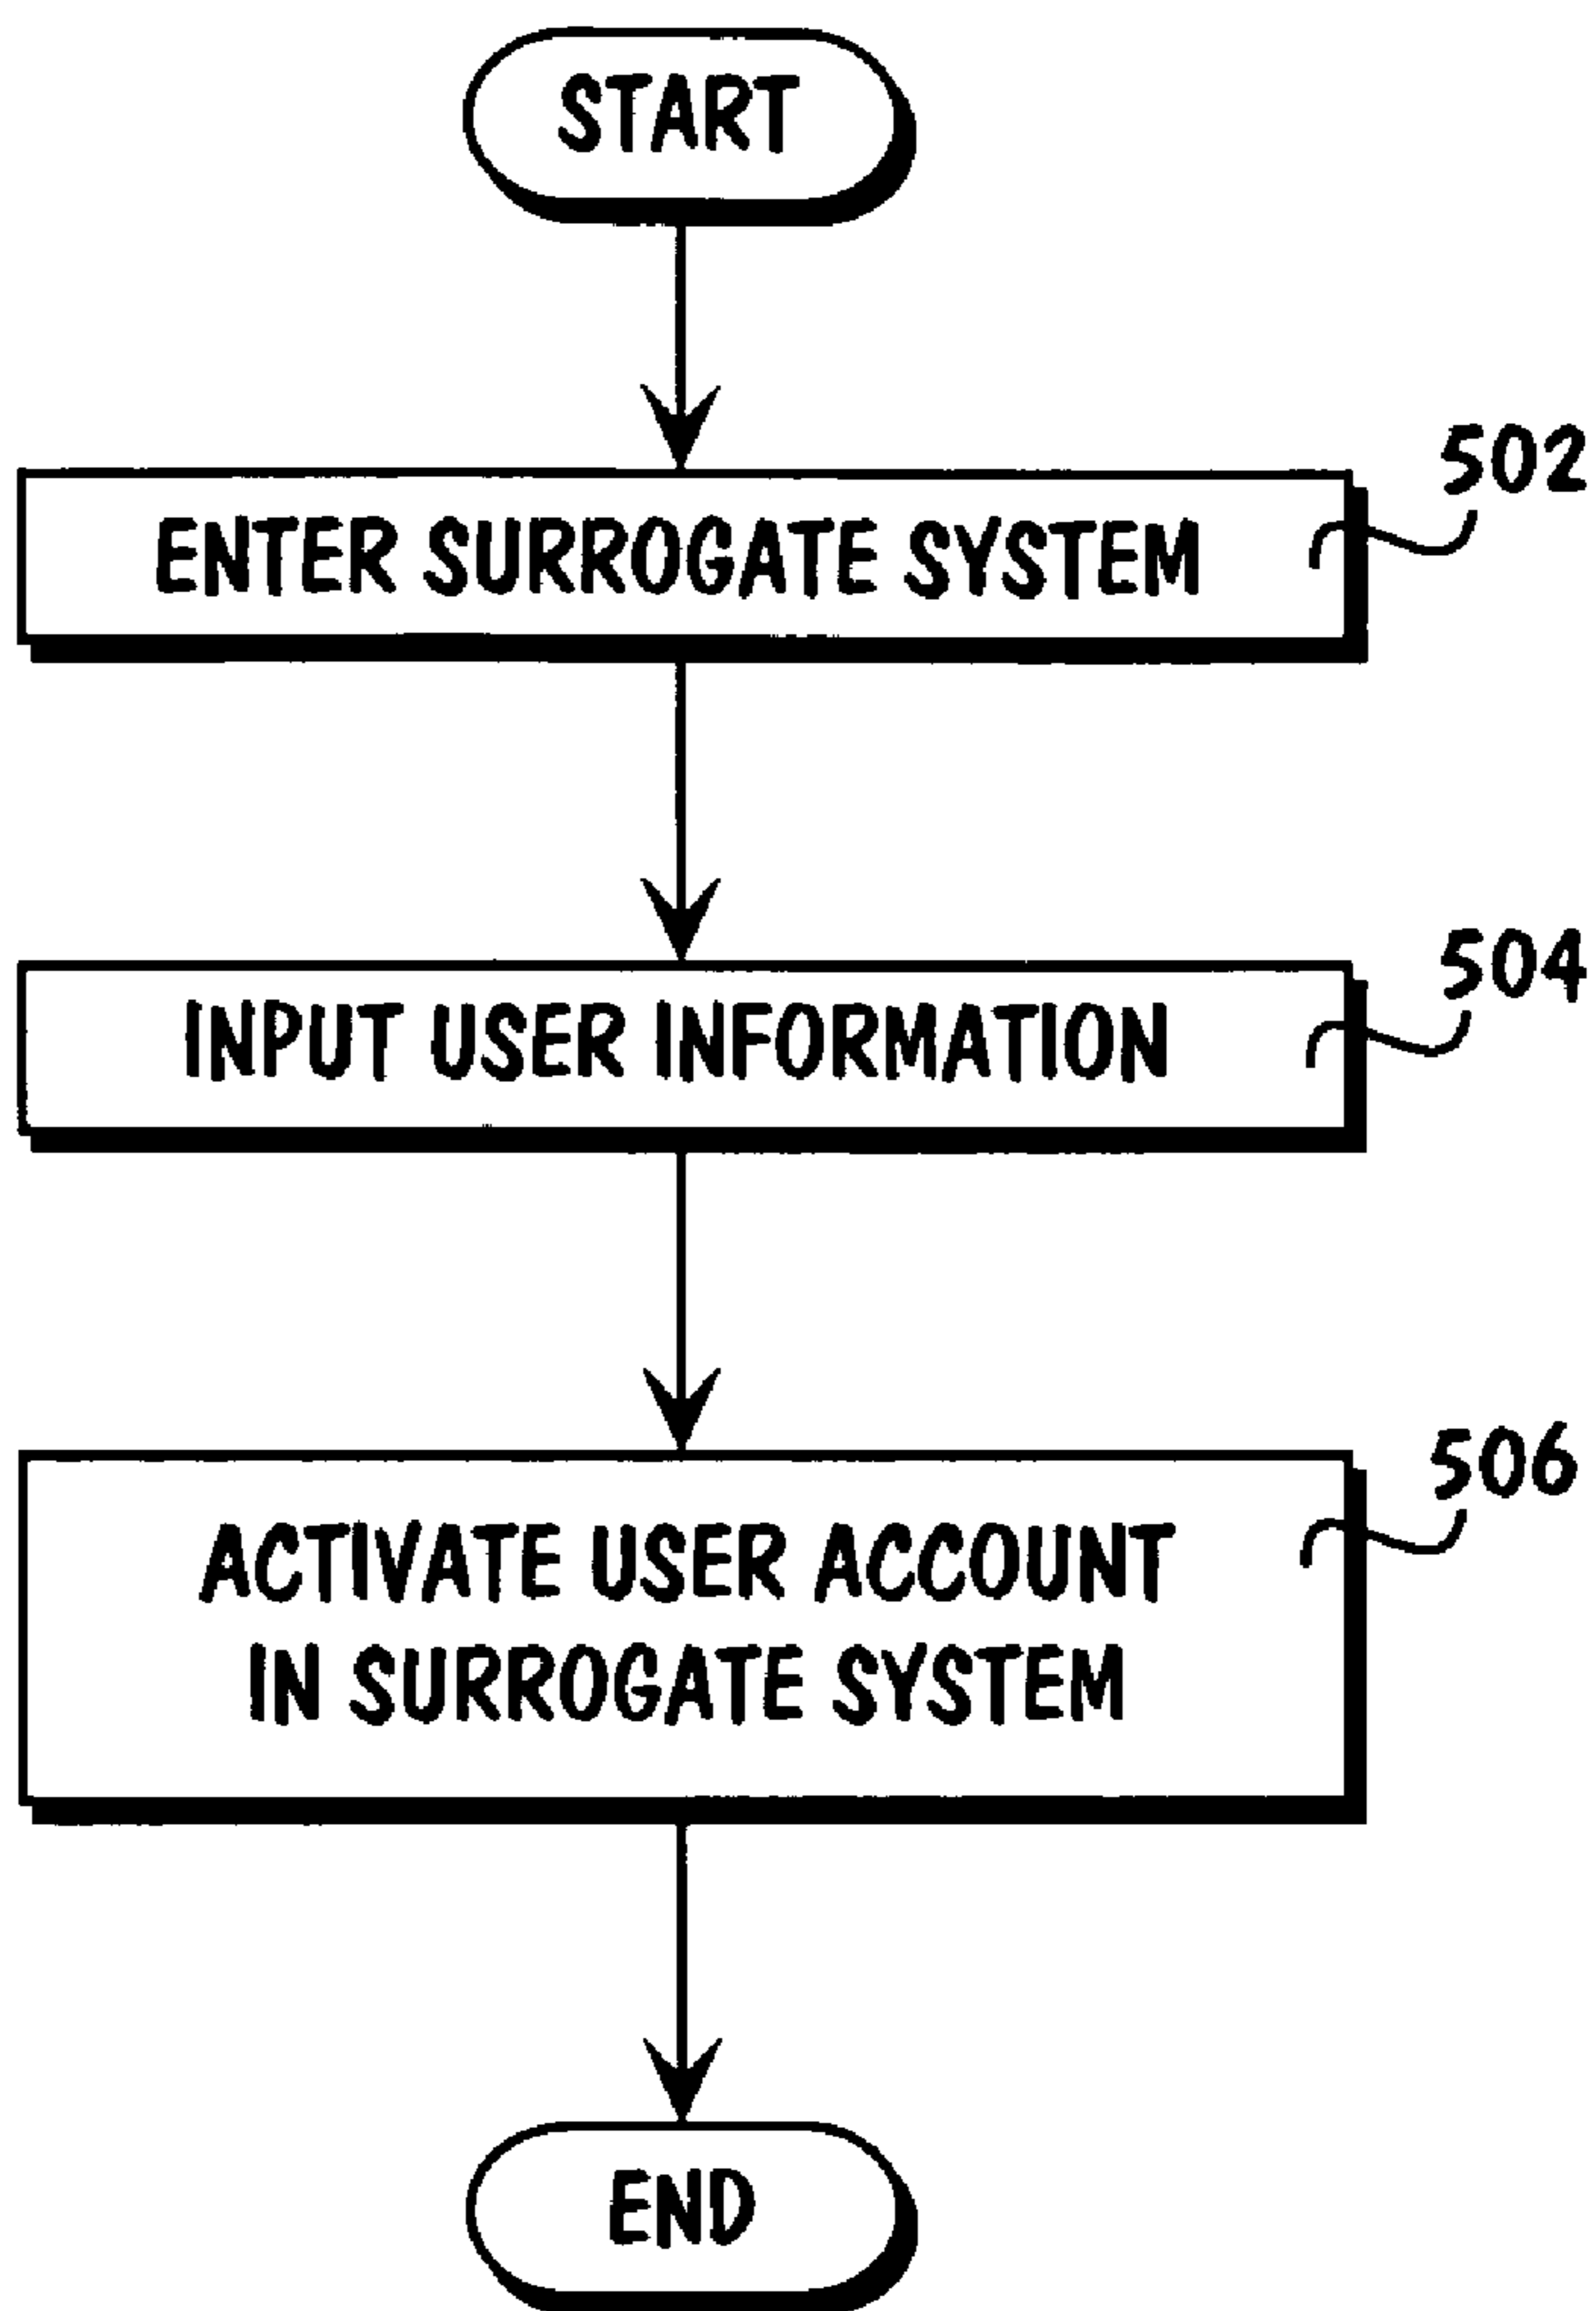 START
502
ENTER SURROGATE SYSTEM
504
INPUT USER INFORMATION
506
ACTIVATE USER ACCOUNT
IN SURROGATE SYSTEM
END